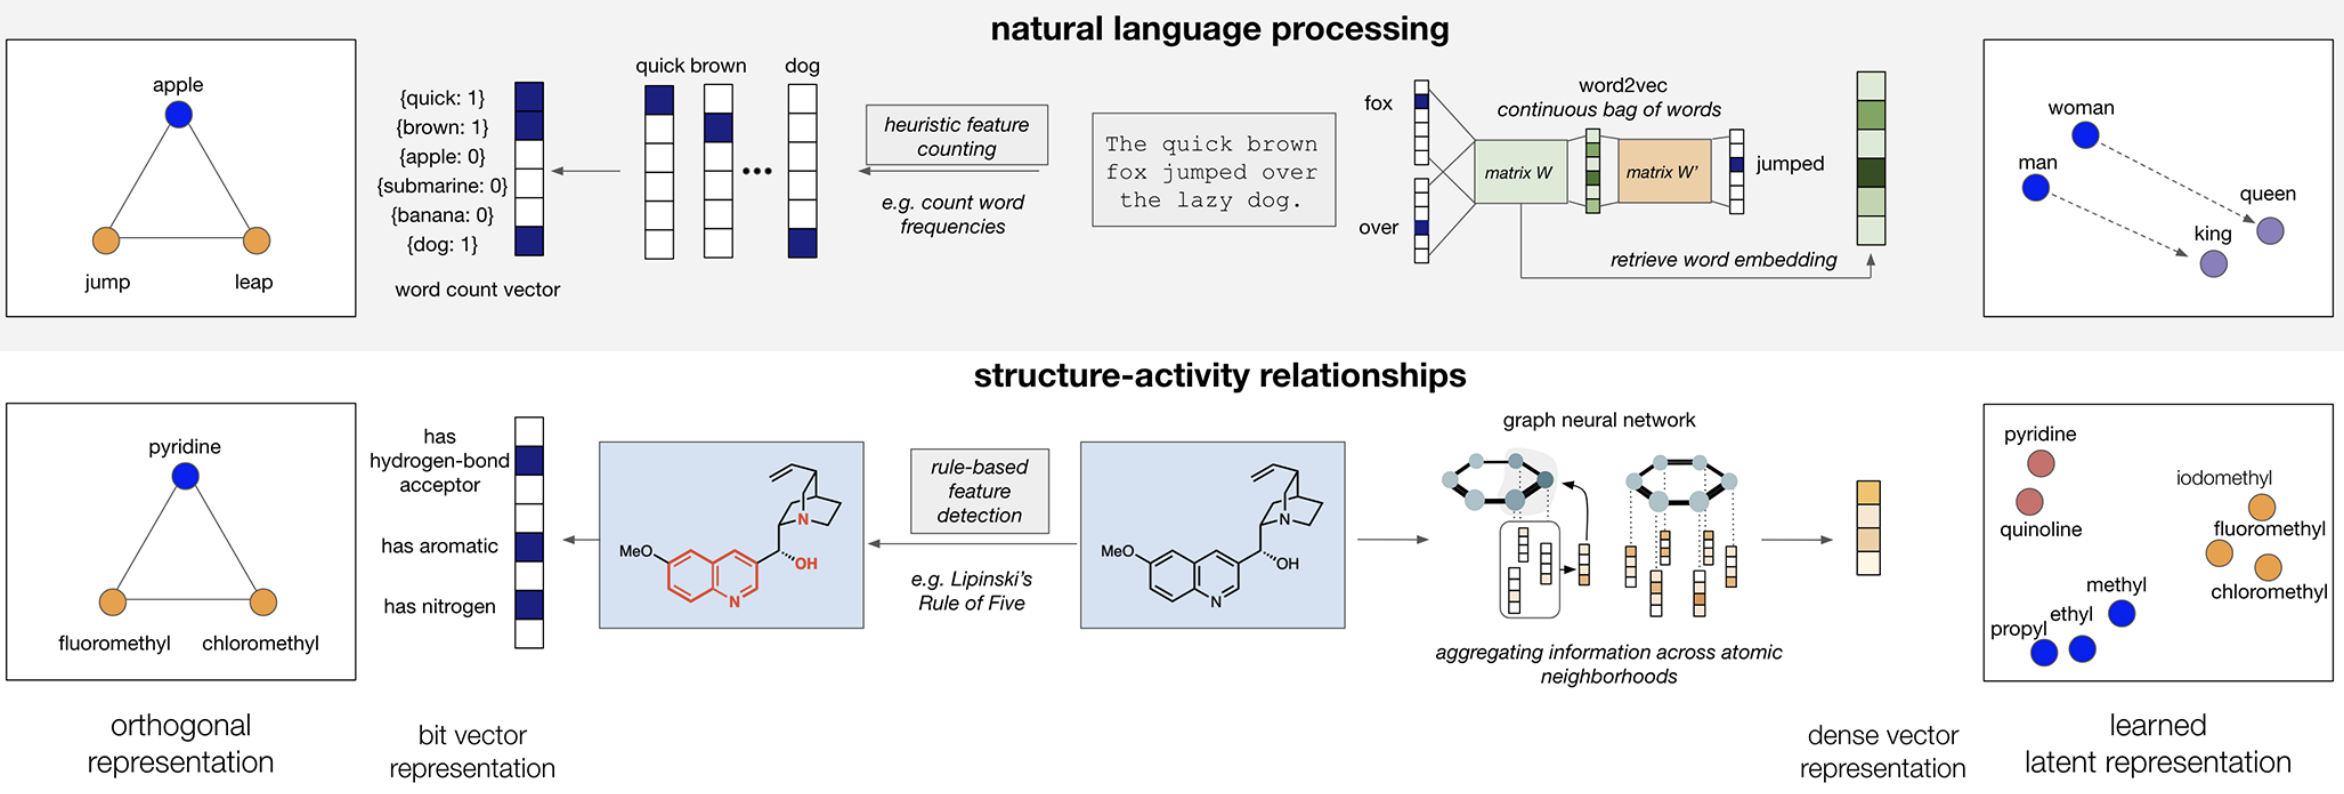 natural language processing
apple
jump
leap
{quick: 1}
{brown: 1}
{apple: 0}
{submarine: 0}
{banana: 0}
{dog: 1}
word count vector
quick brown
dog
heuristic feature
counting
e.g. count word
frequencies
The quick brown
fox jumped over
the lazy dog.
fox
over
word2vec
continuous bag of words
matrix W
matrix W'
jumped
retrieve word embedding
woman
man
queen
king
structure-activity relationships
pyridine
fluoromethyl
chloromethyl
has
hydrogen-bond
acceptor
has aromatic
has nitrogen
N
MeO
OH
N
rule-based
feature
detection
e.g. Lipinski's
Rule of Five
N
MeO
OH
N
graph neural network
aggregating information across atomic
neighborhoods
pyridine
quinoline
iodomethyl
fluoromethyl
chloromethyl
methyl
ethyl
propyl
orthogonal
representation
bit vector
representation
dense vector
representation
learned
latent representation